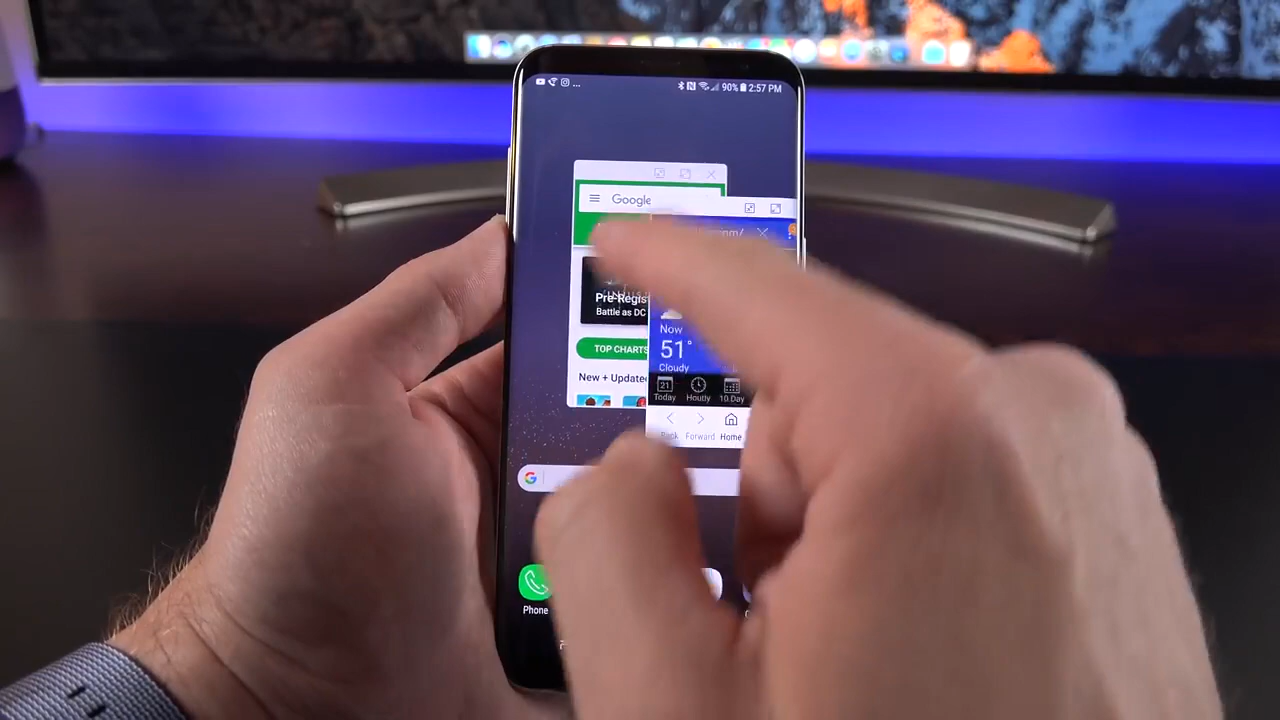 90% 2:57 PM
Google
Pre-Regis
Battle as DC
Now
51°
TOP CHARTS
Cloudy
New + Update
21
Today Hourly 10 Day
Back Forward Home
G
Phone